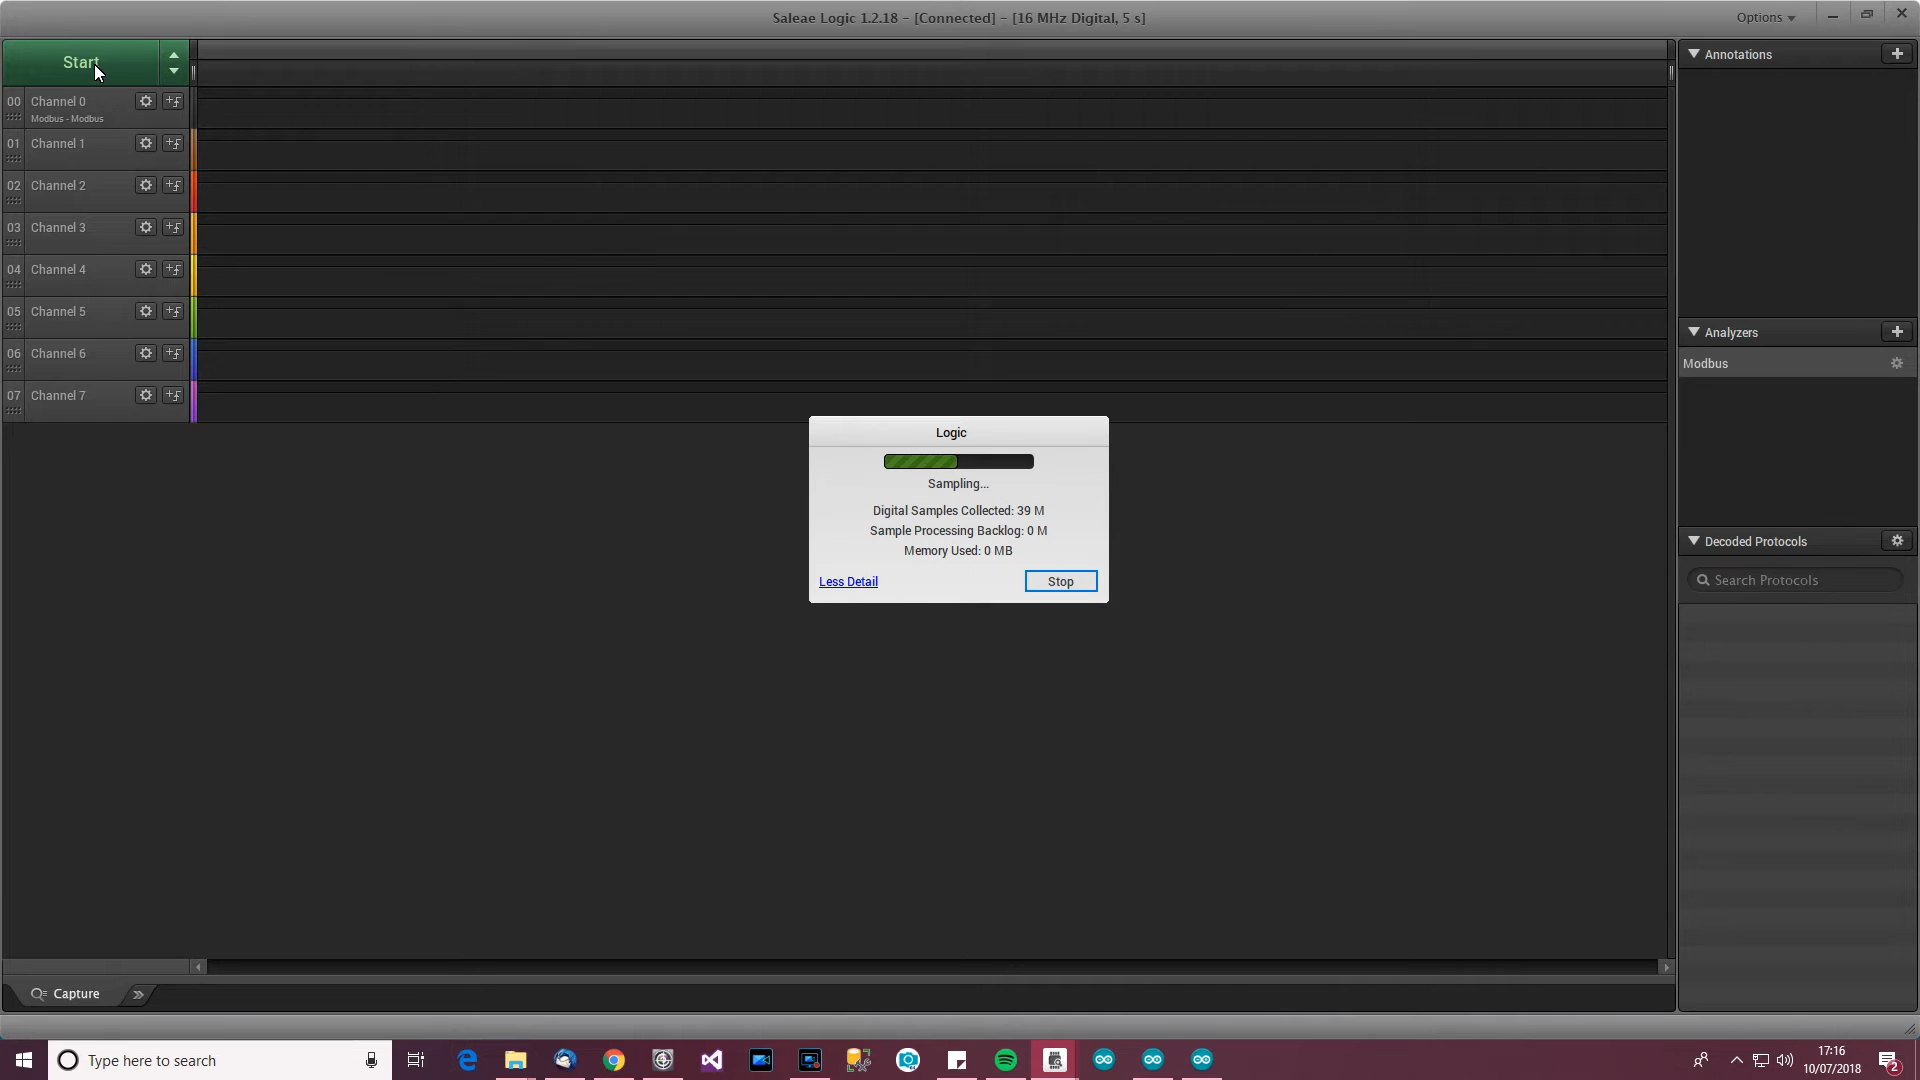 Saleae Logic 1.2.18 - [Connected] - [16 MHz Digital, 5 s]
Options
Start
00 Channel 0
Modbus - Modbus
01 Channel 1
02 Channel 2
03 Channel 3
04 Channel 4
05 Channel 5
06 Channel 6
07 Channel 7
Annotations
Analyzers
Modbus
Decoded Protocols
Search Protocols
Logic
Sampling...
Digital Samples Collected: 39 M
Sample Processing Backlog: 0 M
Memory Used: 0 MB
Less Detail
Stop
Capture
Type here to search
17:16
10/07/2018
2